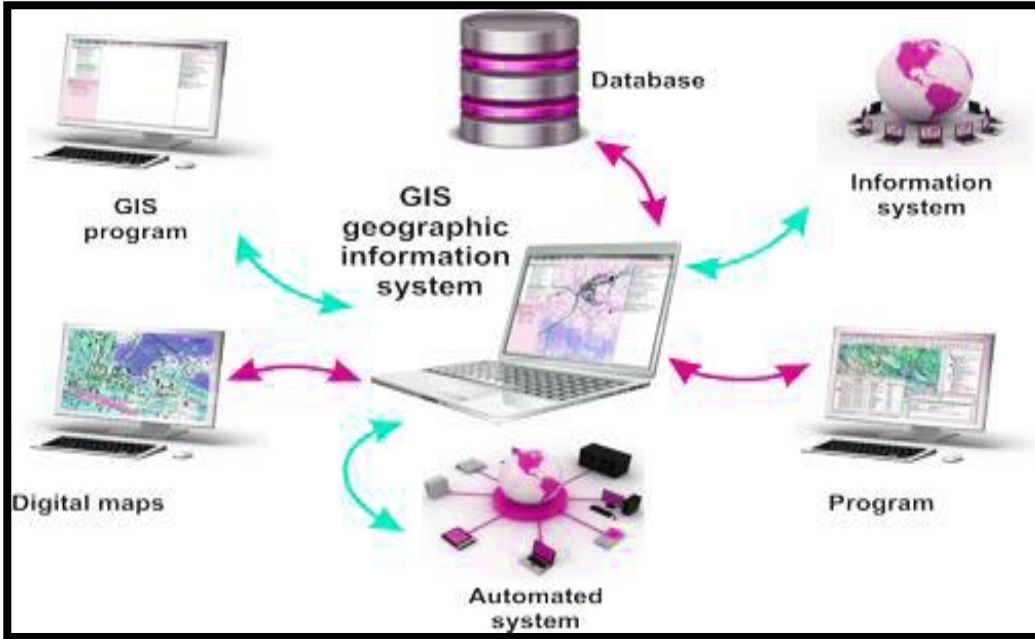 Database
GIS
program
GIS
geographic
information
system
Information
system
Digital maps
Program
Automated
system